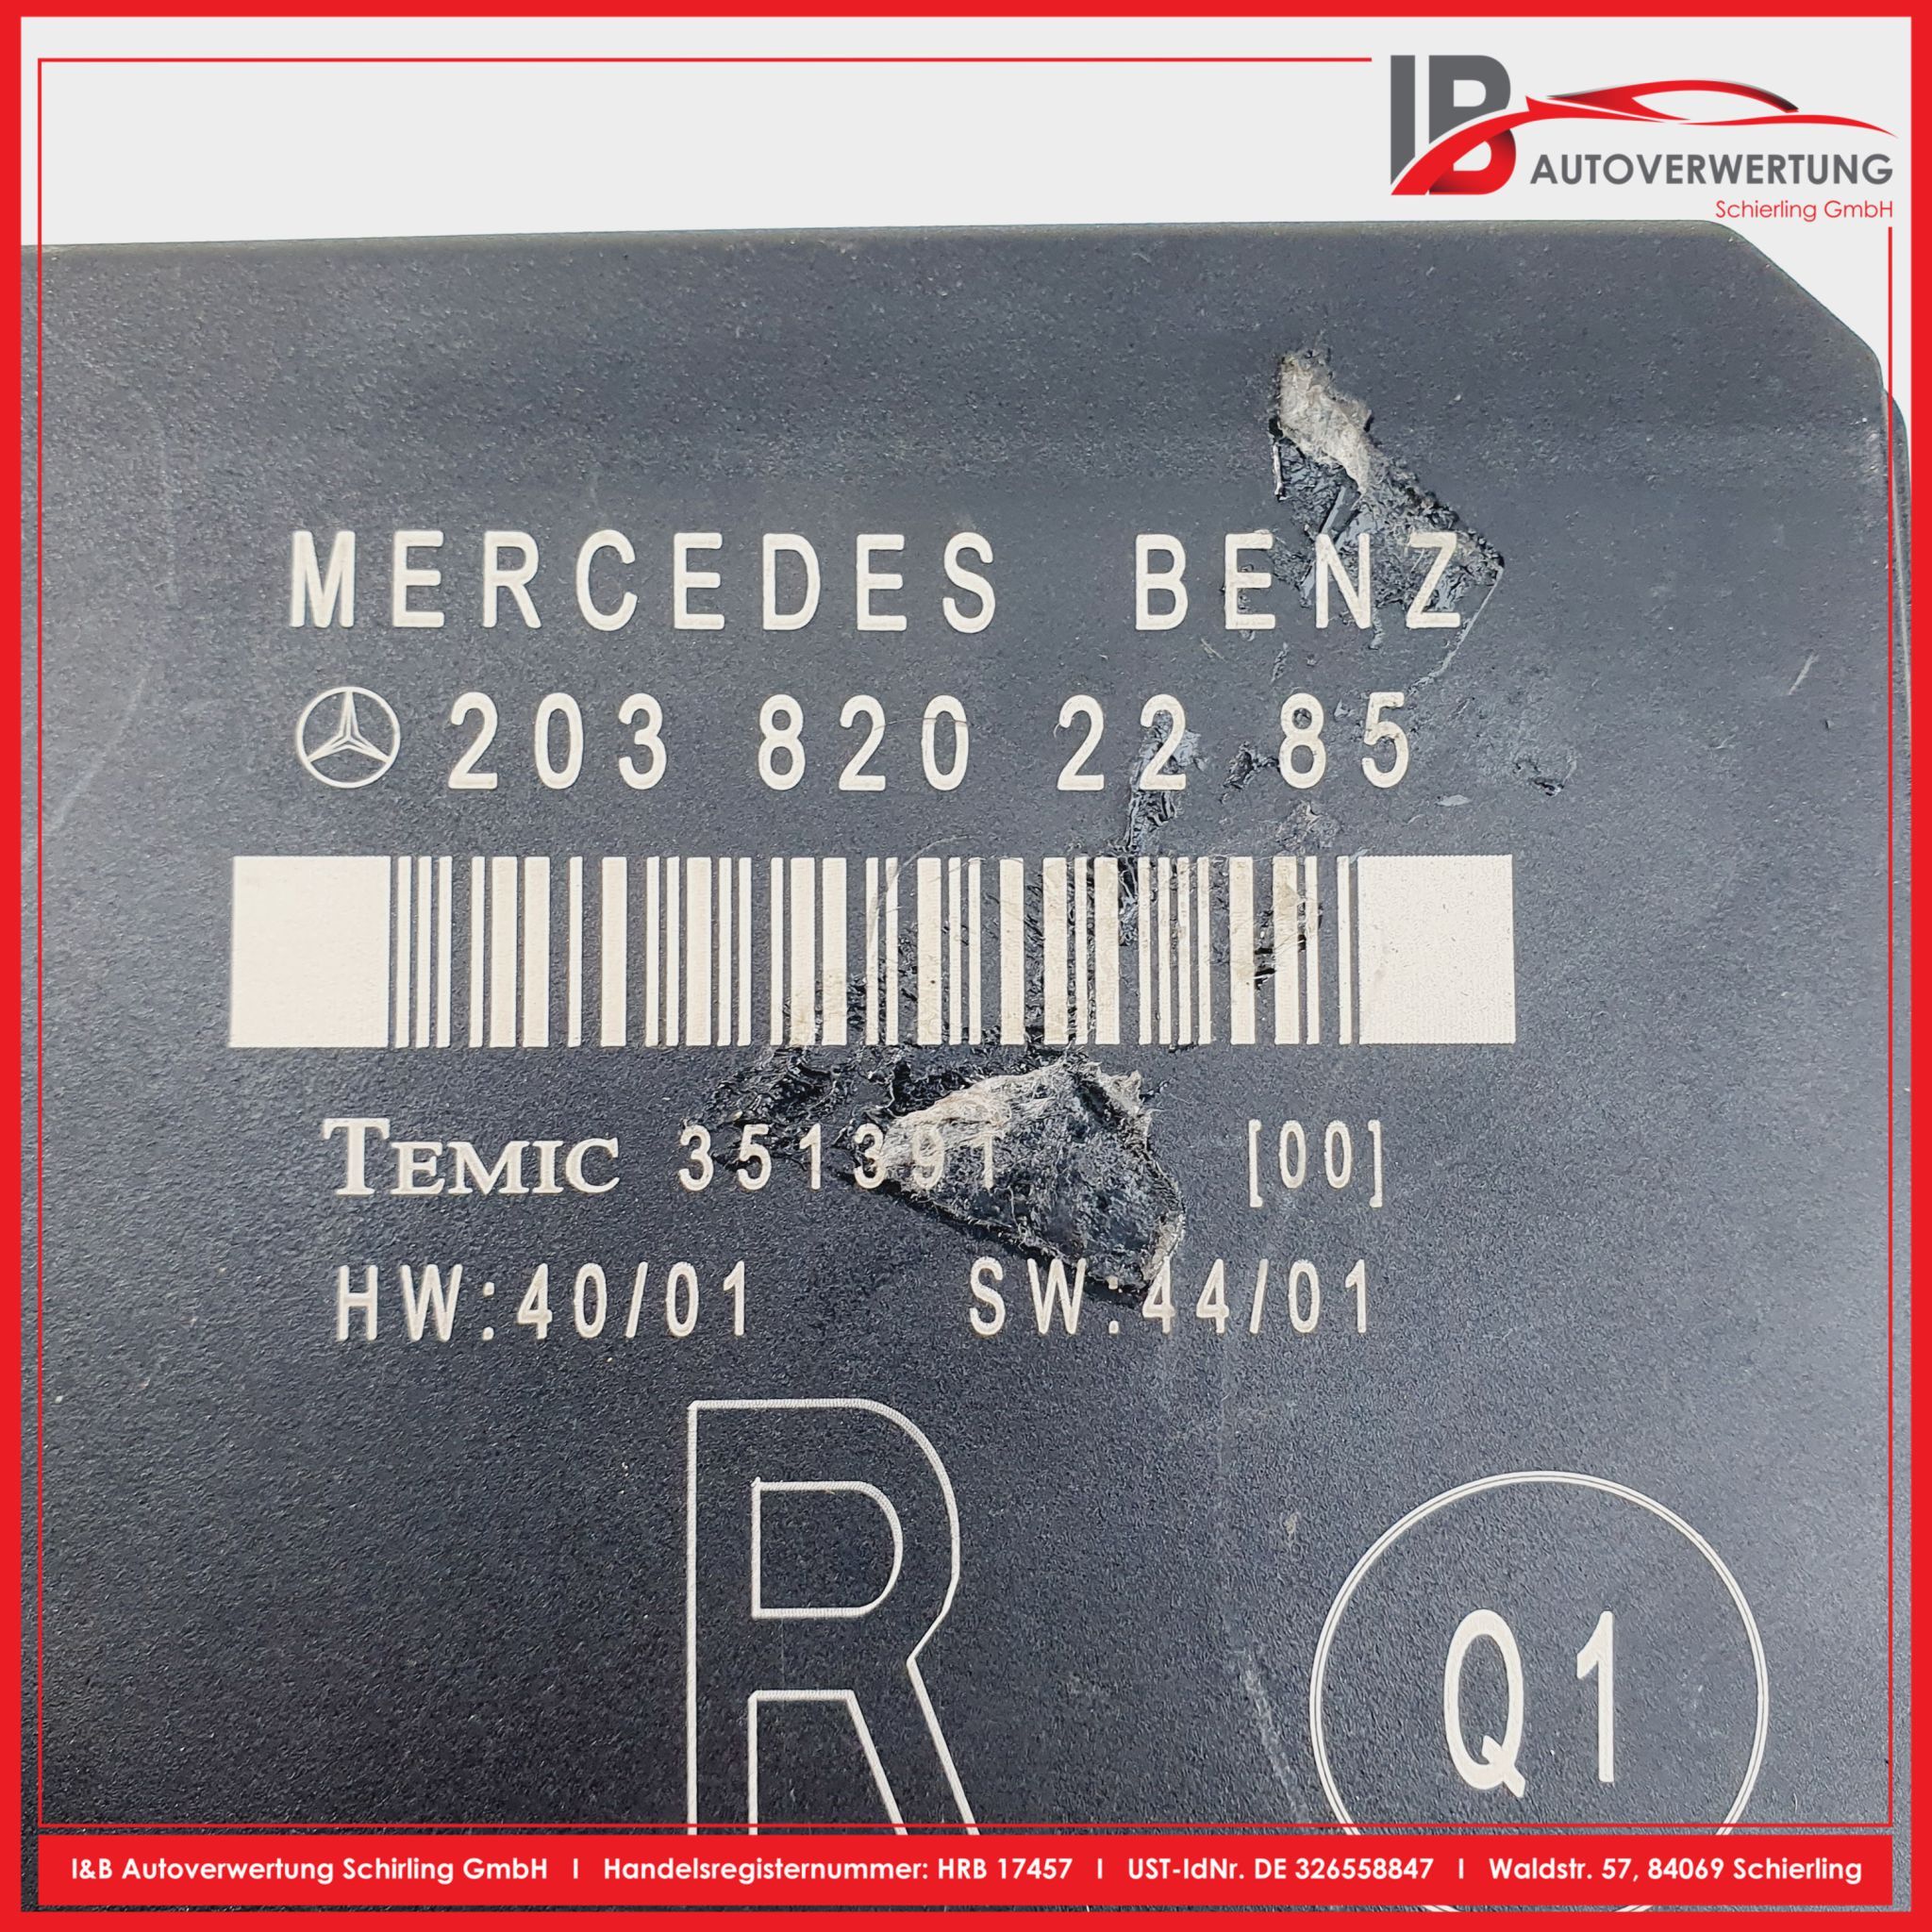 IB AUTOVERWERTUNG
Schierling GmbH
MERCEDES BENZ
203 820 22 85
TEMIC 351391 [00]
HW:40/01 SW:44/01
R
Q1
I&B Autoverwertung Schirling GmbH I Handelsregisternummer: HRB 17457 I UST-IdNr. DE 326558847 I Waldstr. 57, 84069 Schierling